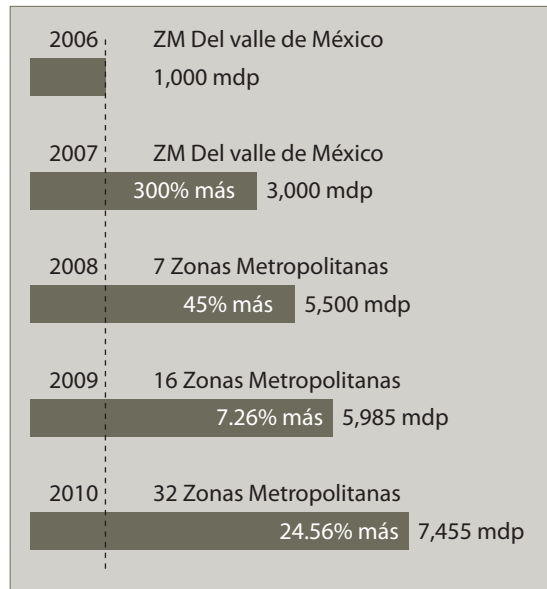 2006 ZM Del valle de México
1,000 mdp
2007 ZM Del valle de México
300% más 3,000 mdp
2008 7 Zonas Metropolitanas
45% más 5,500 mdp
2009 16 Zonas Metropolitanas
7.26% más 5,985 mdp
2010 32 Zonas Metropolitanas
24.56% más 7,455 mdp